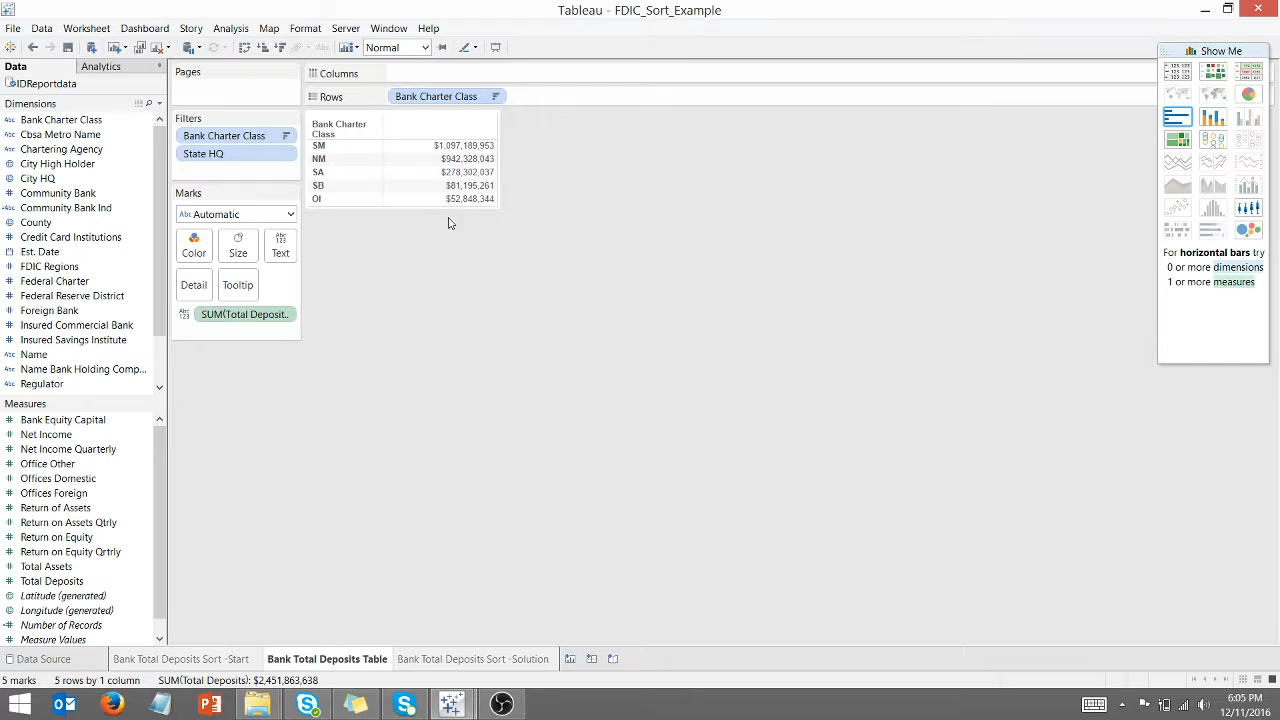 Tableau - FDIC_Sort_Example
File Data Worksheet Dashboard Story Analysis Map Format Server Window Help
Normal
Data Analytics
IDReportdata
Dimensions
Bank Charter Class
Cbsa Metro Name
Chartering Agency
City High Holder
City HQ
Community Bank
Community Bank Ind
County
Credit Card Institutions
Est. Date
FDIC Regions
Federal Charter
Federal Reserve District
Foreign Bank
Insured Commercial Bank
Insured Savings Institute
Name
Name Bank Holding Comp...
Regulator
Measures
Bank Equity Capital
Net Income
Net Income Quarterly
Office Other
Offices Domestic
Offices Foreign
Return of Assets
Return on Assets Qtrly
Return on Equity
Return on Equity Qrtrly
Total Assets
Total Deposits
Latitude (generated)
Longitude (generated)
Number of Records
Measure Values
Pages
Filters
Bank Charter Class
State HQ
Marks
Abc Automatic
Color Size Text
Detail Tooltip
SUM(Total Deposit..
Columns
Rows Bank Charter Class
Bank Charter
Class
SM $1,097,189,953
NM $942,328,043
SA $278,302,037
SB $81,195,261
OI $52,848,344
Show Me
For horizontal bars try
0 or more dimensions
1 or more measures
Data Source Bank Total Deposits Sort -Start Bank Total Deposits Table Bank Total Deposits Sort -Solution
5 marks 5 rows by 1 column SUM(Total Deposits): $2,451,863,638
6:05 PM
12/11/2016